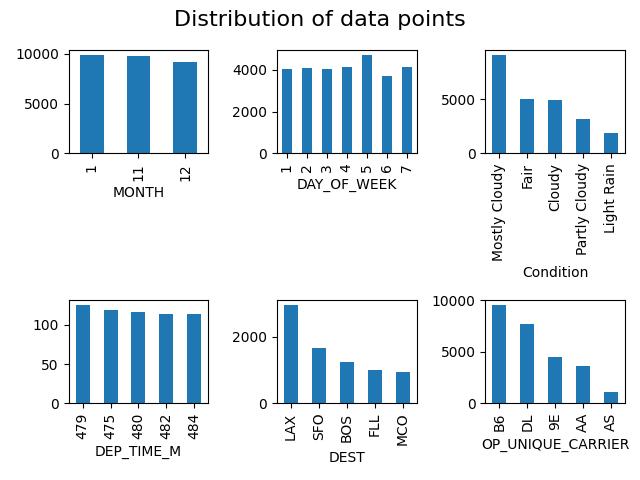 Distribution of data points
10000
5000
0
1
11
12
MONTH
4000
2000
0
1
2
3
4
5
6
7
DAY_OF_WEEK
5000
0
Mostly Cloudy
Fair
Cloudy
Partly Cloudy
Light Rain
Condition
100
50
0
479
475
480
482
484
DEP_TIME_M
2000
0
LAX
SFO
BOS
FLL
MCO
DEST
10000
5000
0
B6
DL
9E
AA
AS
OP_UNIQUE_CARRIER